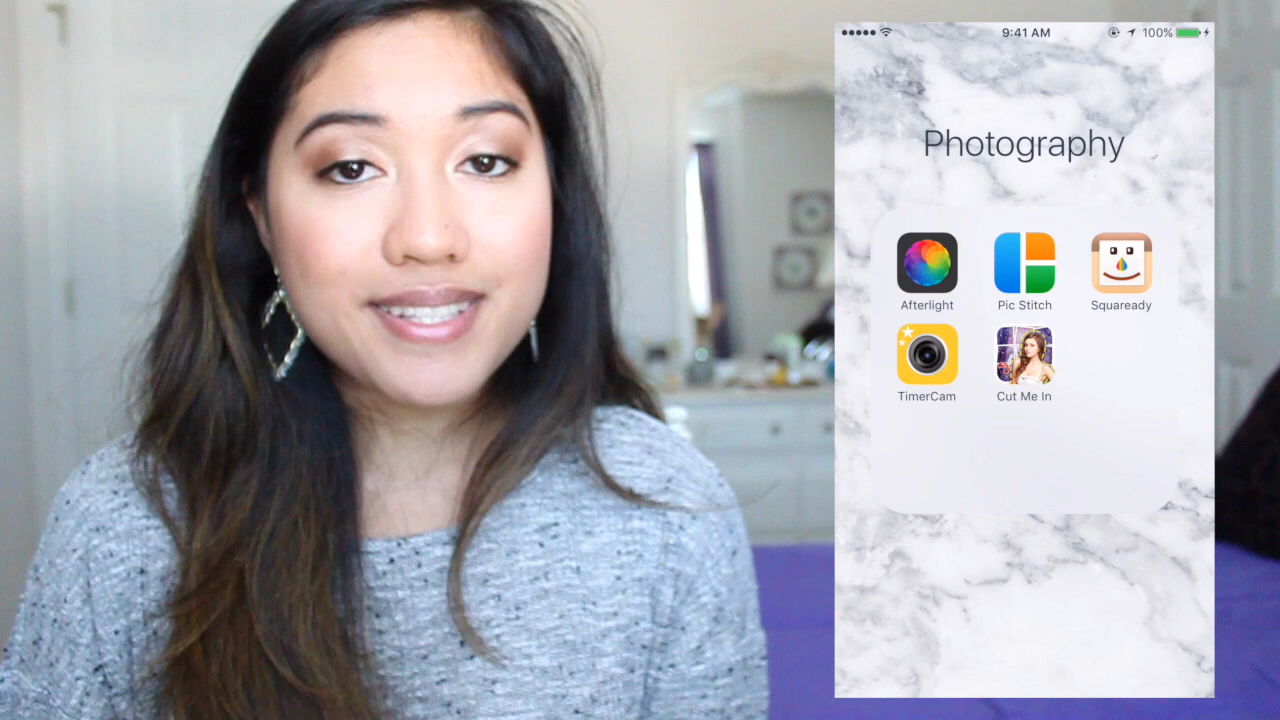 9:41 AM
100%
Photography
Afterlight
Pic Stitch
Squaready
TimerCam
Cut Me In